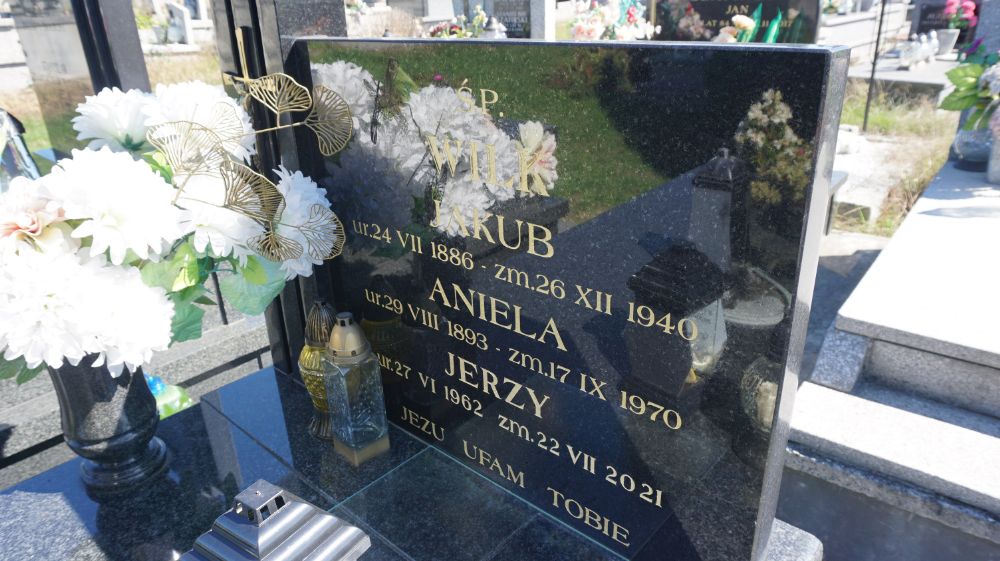 Ś.P.
WILK
JAKUB
ur.24 VII 1886 - zm.26 XII 1940
ANIELA
ur.29 VIII 1893 - zm.17 IX 1970
JERZY
ur.27 VI 1962 zm.22 VII 2021
JEZU UFAM TOBIE
JAN